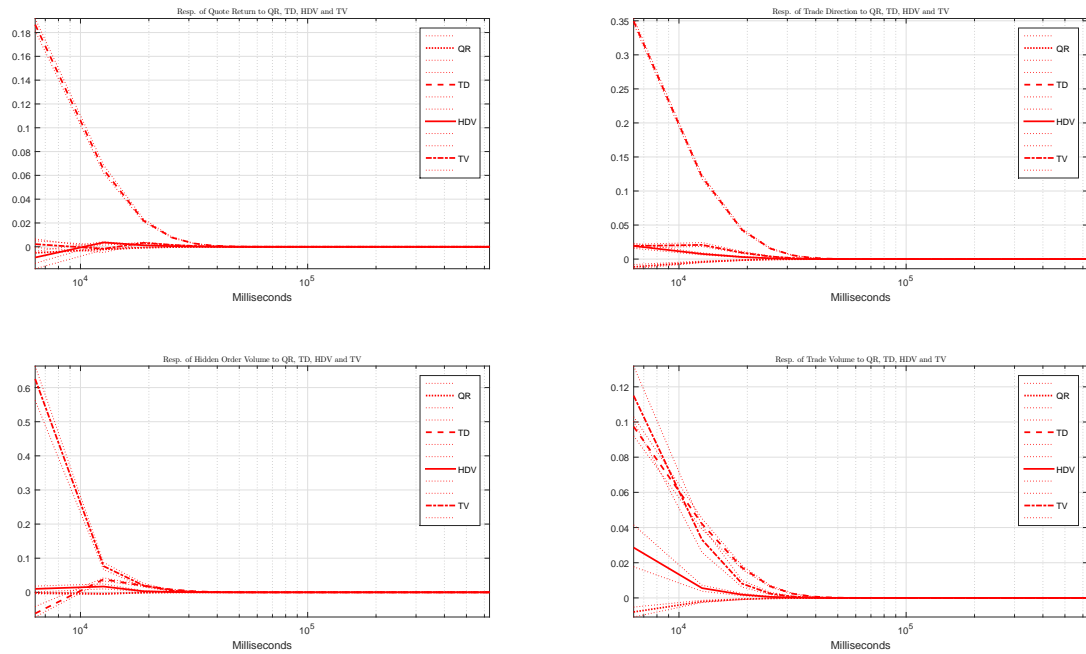 Resp. of Quote Return to QR, TD, HDV and TV
0.18
0.16
0.14
0.12
0.1
0.08
0.06
0.04
0.02
0
10^4
10^5
Milliseconds
QR
TD
HDV
TV
Resp. of Trade Direction to QR, TD, HDV and TV
0.35
0.3
0.25
0.2
0.15
0.1
0.05
0
10^4
10^5
Milliseconds
QR
TD
HDV
TV
Resp. of Hidden Order Volume to QR, TD, HDV and TV
0.6
0.5
0.4
0.3
0.2
0.1
0
10^4
10^5
Milliseconds
QR
TD
HDV
TV
Resp. of Trade Volume to QR, TD, HDV and TV
0.12
0.1
0.08
0.06
0.04
0.02
0
10^4
10^5
Milliseconds
QR
TD
HDV
TV